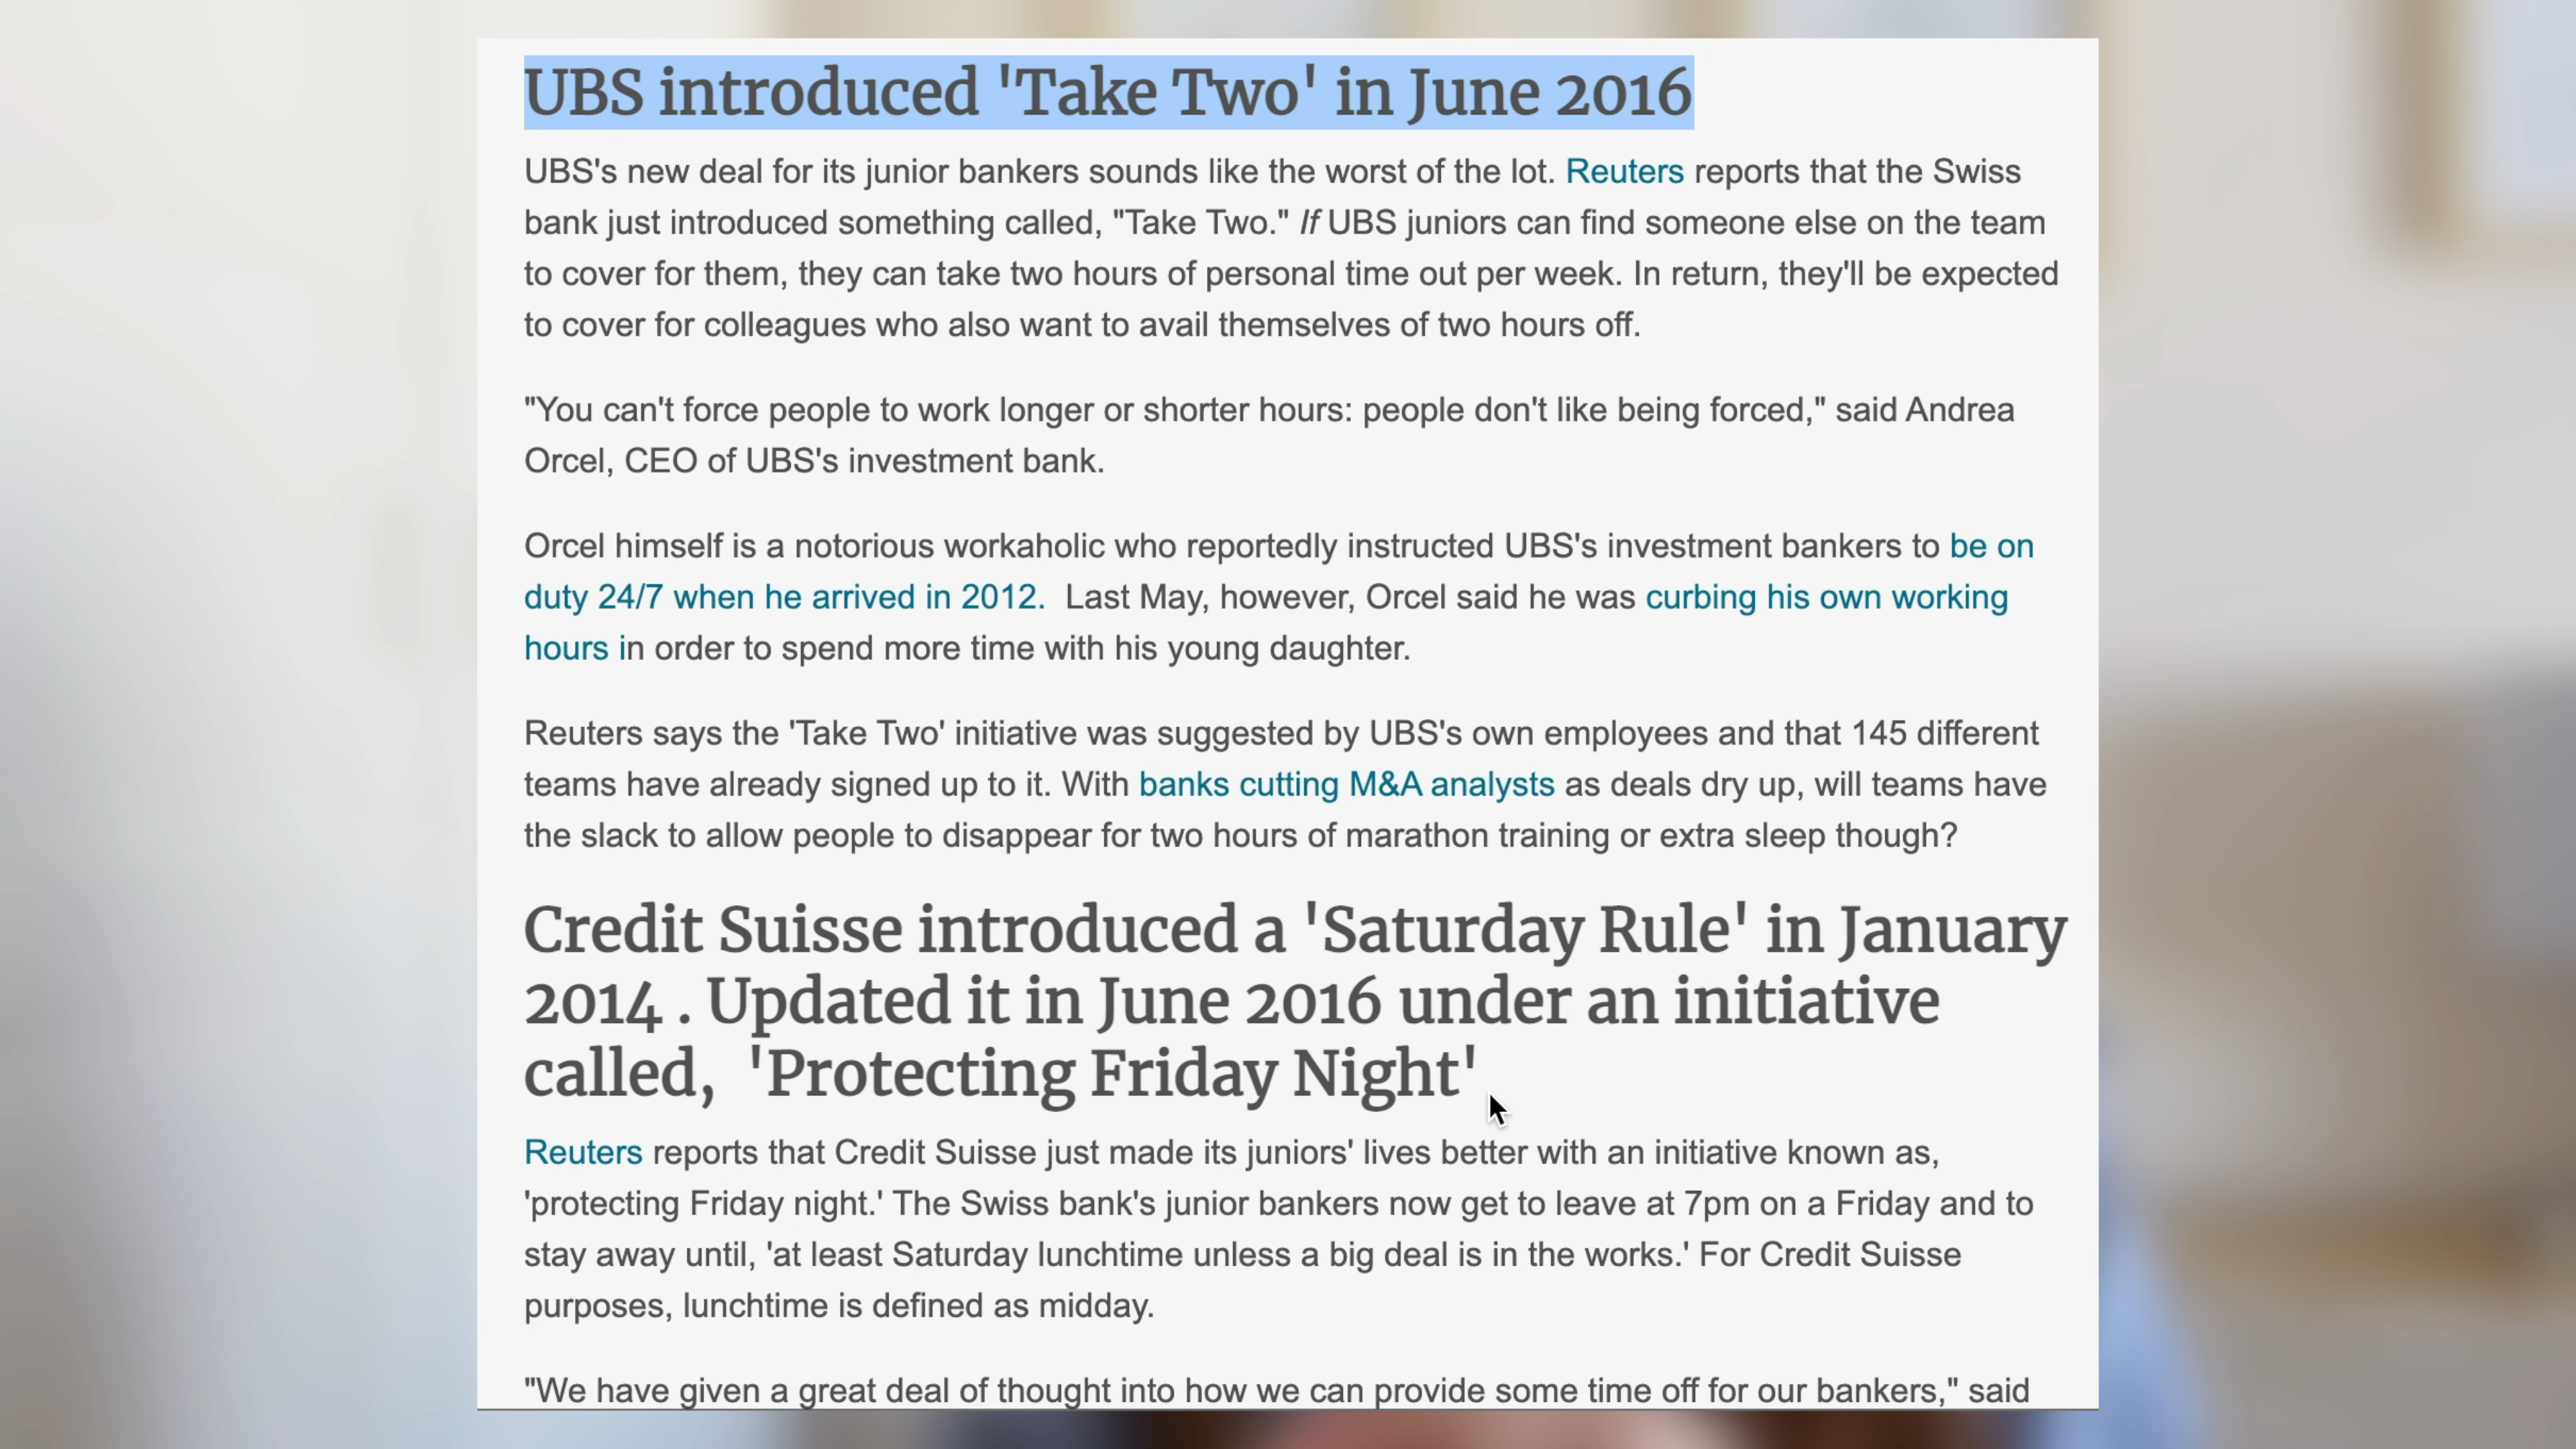 UBS introduced 'Take Two' in June 2016
UBS's new deal for its junior bankers sounds like the worst of the lot. Reuters reports that the Swiss
bank just introduced something called, "Take Two." If UBS juniors can find someone else on the team
to cover for them, they can take two hours of personal time out per week. In return, they'll be expected
to cover for colleagues who also want to avail themselves of two hours off.
"You can't force people to work longer or shorter hours: people don't like being forced," said Andrea
Orcel, CEO of UBS's investment bank.
Orcel himself is a notorious workaholic who reportedly instructed UBS's investment bankers to be on
duty 24/7 when he arrived in 2012.  Last May, however, Orcel said he was curbing his own working
hours in order to spend more time with his young daughter.
Reuters says the 'Take Two' initiative was suggested by UBS's own employees and that 145 different
teams have already signed up to it. With banks cutting M&A analysts as deals dry up, will teams have
the slack to allow people to disappear for two hours of marathon training or extra sleep though?
Credit Suisse introduced a 'Saturday Rule' in January
2014 . Updated it in June 2016 under an initiative
called,  'Protecting Friday Night'
Reuters reports that Credit Suisse just made its juniors' lives better with an initiative known as,
'protecting Friday night.' The Swiss bank's junior bankers now get to leave at 7pm on a Friday and to
stay away until, 'at least Saturday lunchtime unless a big deal is in the works.' For Credit Suisse
purposes, lunchtime is defined as midday.
"We have given a great deal of thought into how we can provide some time off for our bankers," said